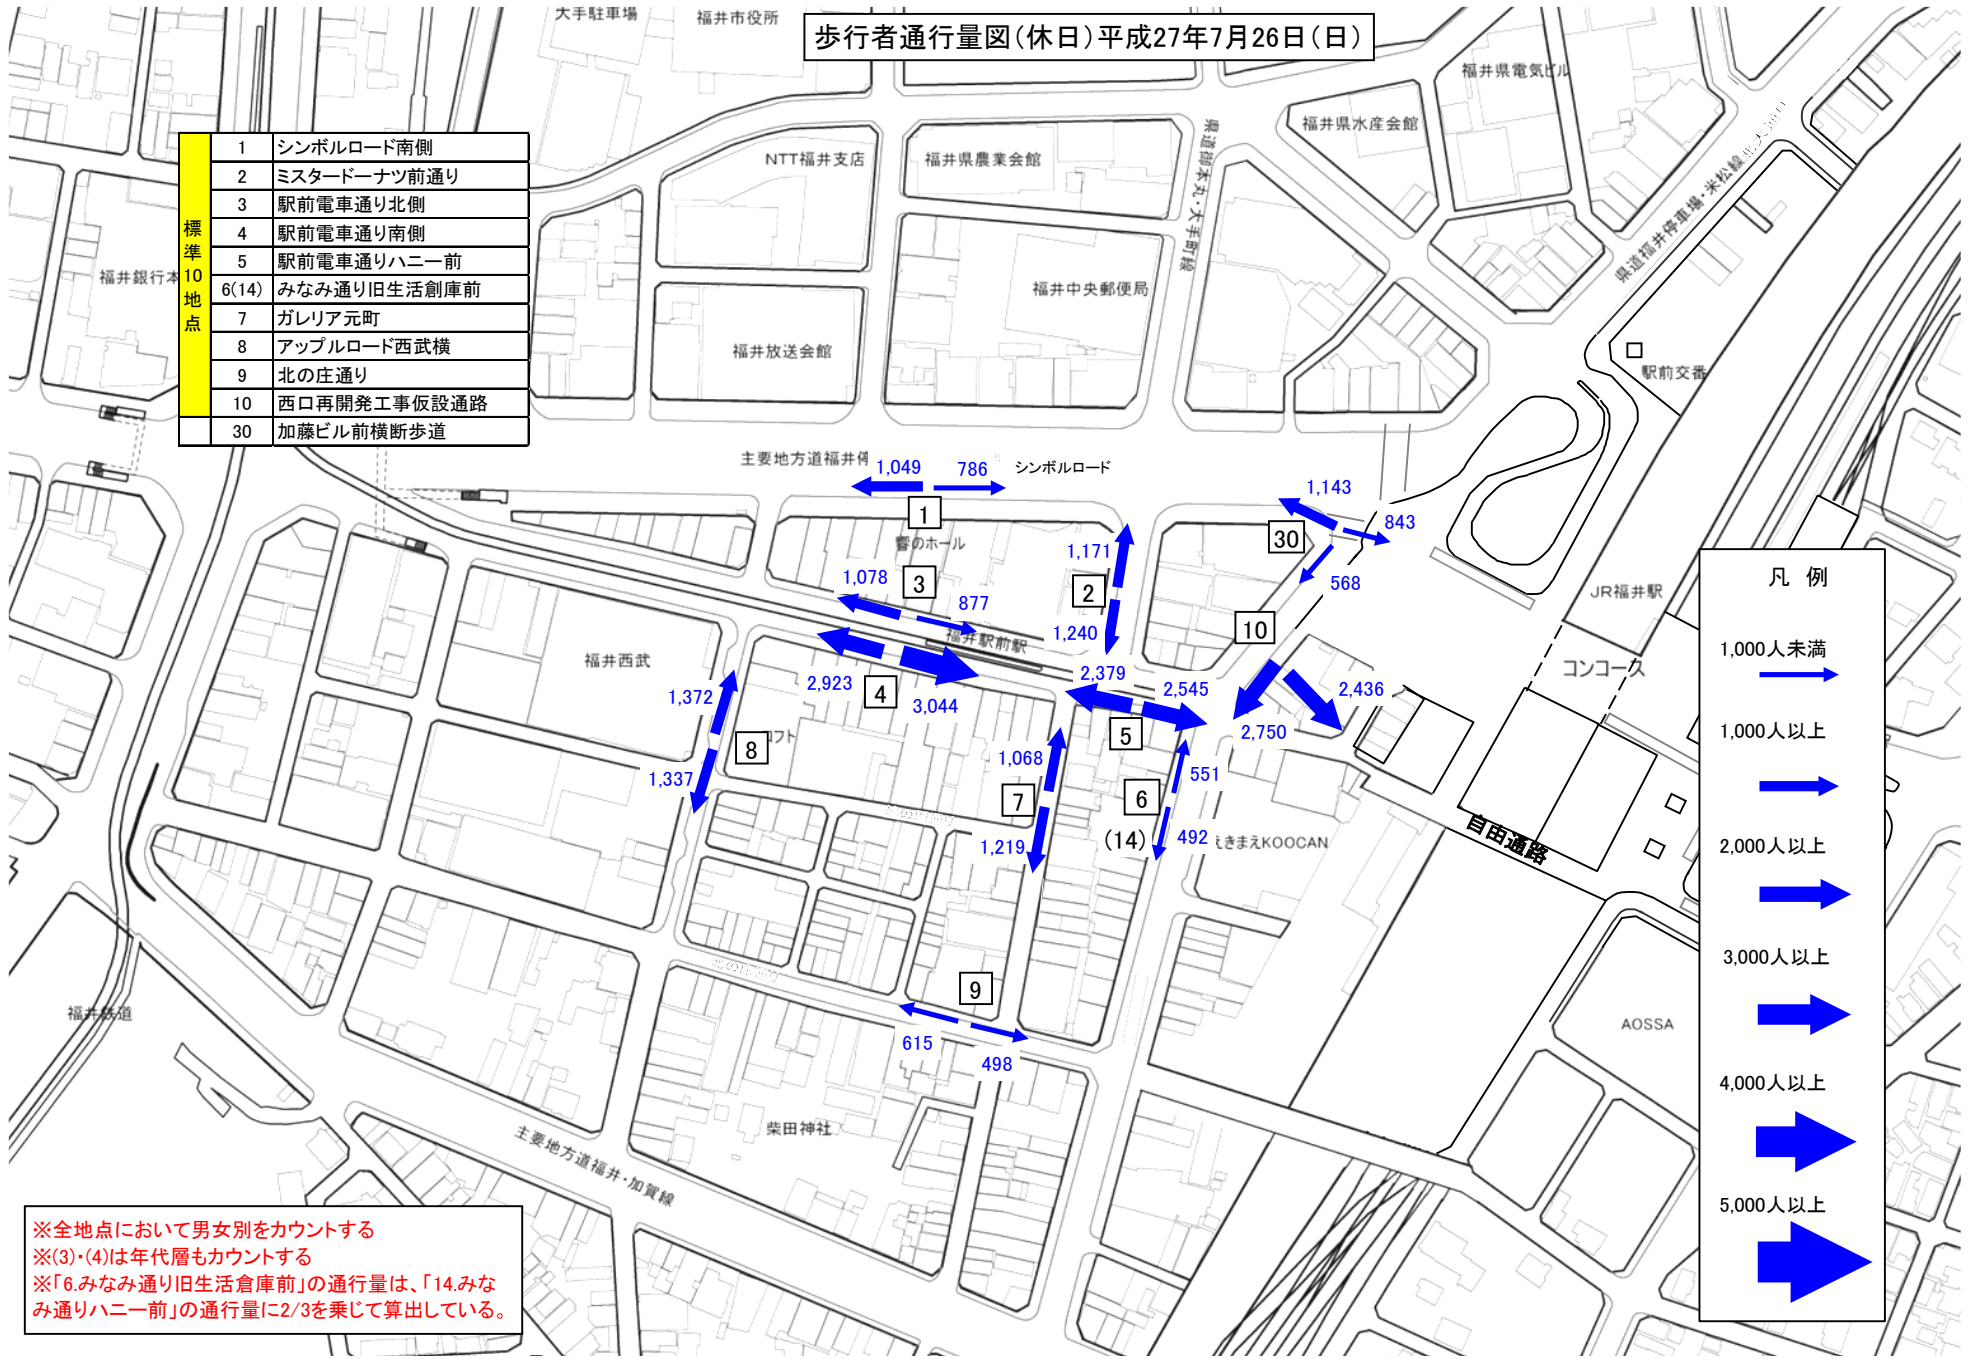 歩行者通行量図(休日)平成27年7月26日(日)
大手駐車場
福井市役所
福井県電気ビル
福井県水産会館
NTT福井支店
福井県農業会館
県道御本丸・大手町線
県道福井停車場・米松線
標準10地点
1 シンボルロード南側
2 ミスタードーナツ前通り
3 駅前電車通り北側
4 駅前電車通り南側
5 駅前電車通りハニー前
6(14) みなみ通り旧生活創庫前
7 ガレリア元町
8 アップルロード西武横
9 北の庄通り
10 西口再開発工事仮設通路
30 加藤ビル前横断歩道
福井銀行本
福井中央郵便局
福井放送会館
駅前交番
主要地方道福井停
1,049
786
シンボルロード
1
響のホール
1,143
843
30
568
1,171
2
1,240
1,078
3
877
福井駅前駅
10
JR福井駅
コンコース
福井西武
2,923
4
3,044
2,379
2,545
5
2,436
2,750
1,372
8
ロフト
1,337
1,068
7
1,219
6
(14)
551
492
えきまえKOOCAN
自由通路
9
615
498
福井鉄道
柴田神社
AOSSA
主要地方道福井・加賀線
凡 例
1,000人未満
1,000人以上
2,000人以上
3,000人以上
4,000人以上
5,000人以上
※全地点において男女別をカウントする
※(3)・(4)は年代層もカウントする
※「6.みなみ通り旧生活倉庫前」の通行量は、「14.みな
み通りハニー前」の通行量に2/3を乗じて算出している。